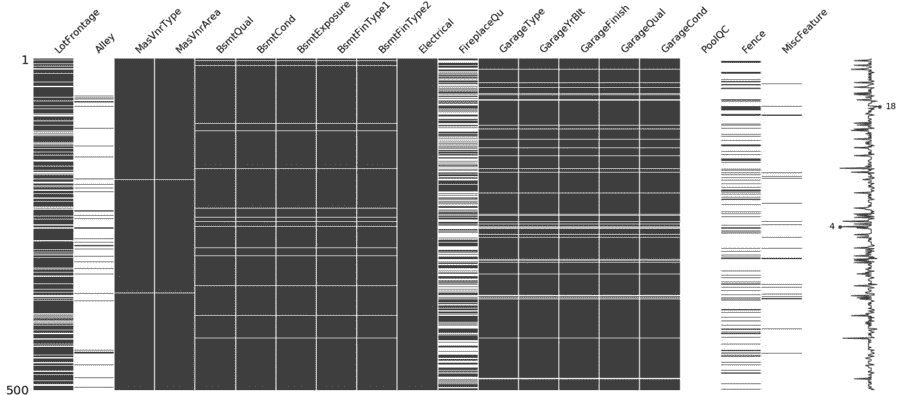 LotFrontage
Alley
MasVnrType
MasVnrArea
BsmtQual
BsmtCond
BsmtExposure
BsmtFinType1
BsmtFinType2
Electrical
FireplaceQu
GarageType
GarageYrBlt
GarageFinish
GarageQual
GarageCond
PoolQC
Fence
MiscFeature
1
18
4
500